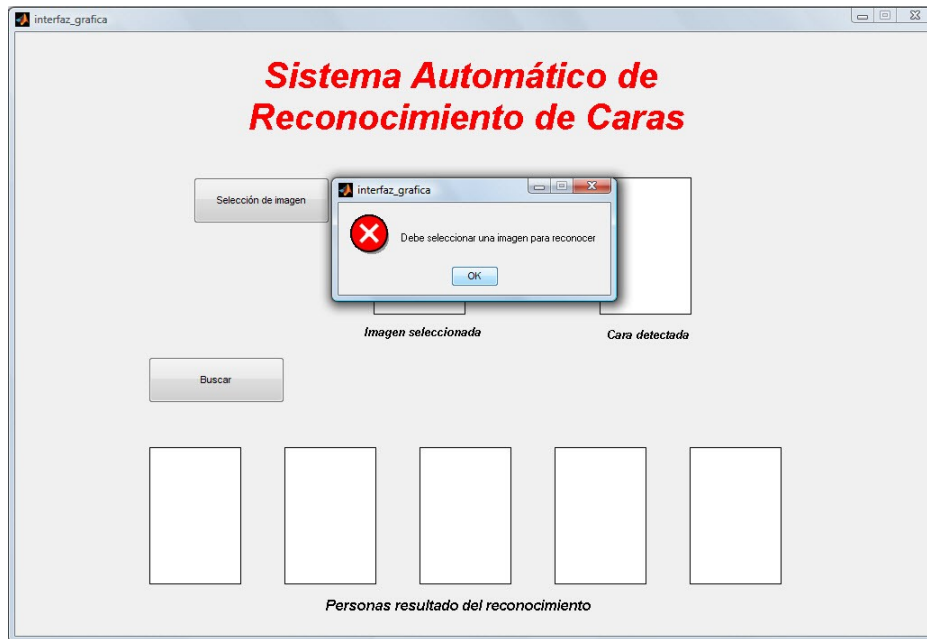 interfaz_grafica
Sistema Automático de
Reconocimiento de Caras
Selección de imagen
interfaz_grafica
Debe seleccionar una imagen para reconocer
OK
Imagen seleccionada
Cara detectada
Buscar
Personas resultado del reconocimiento